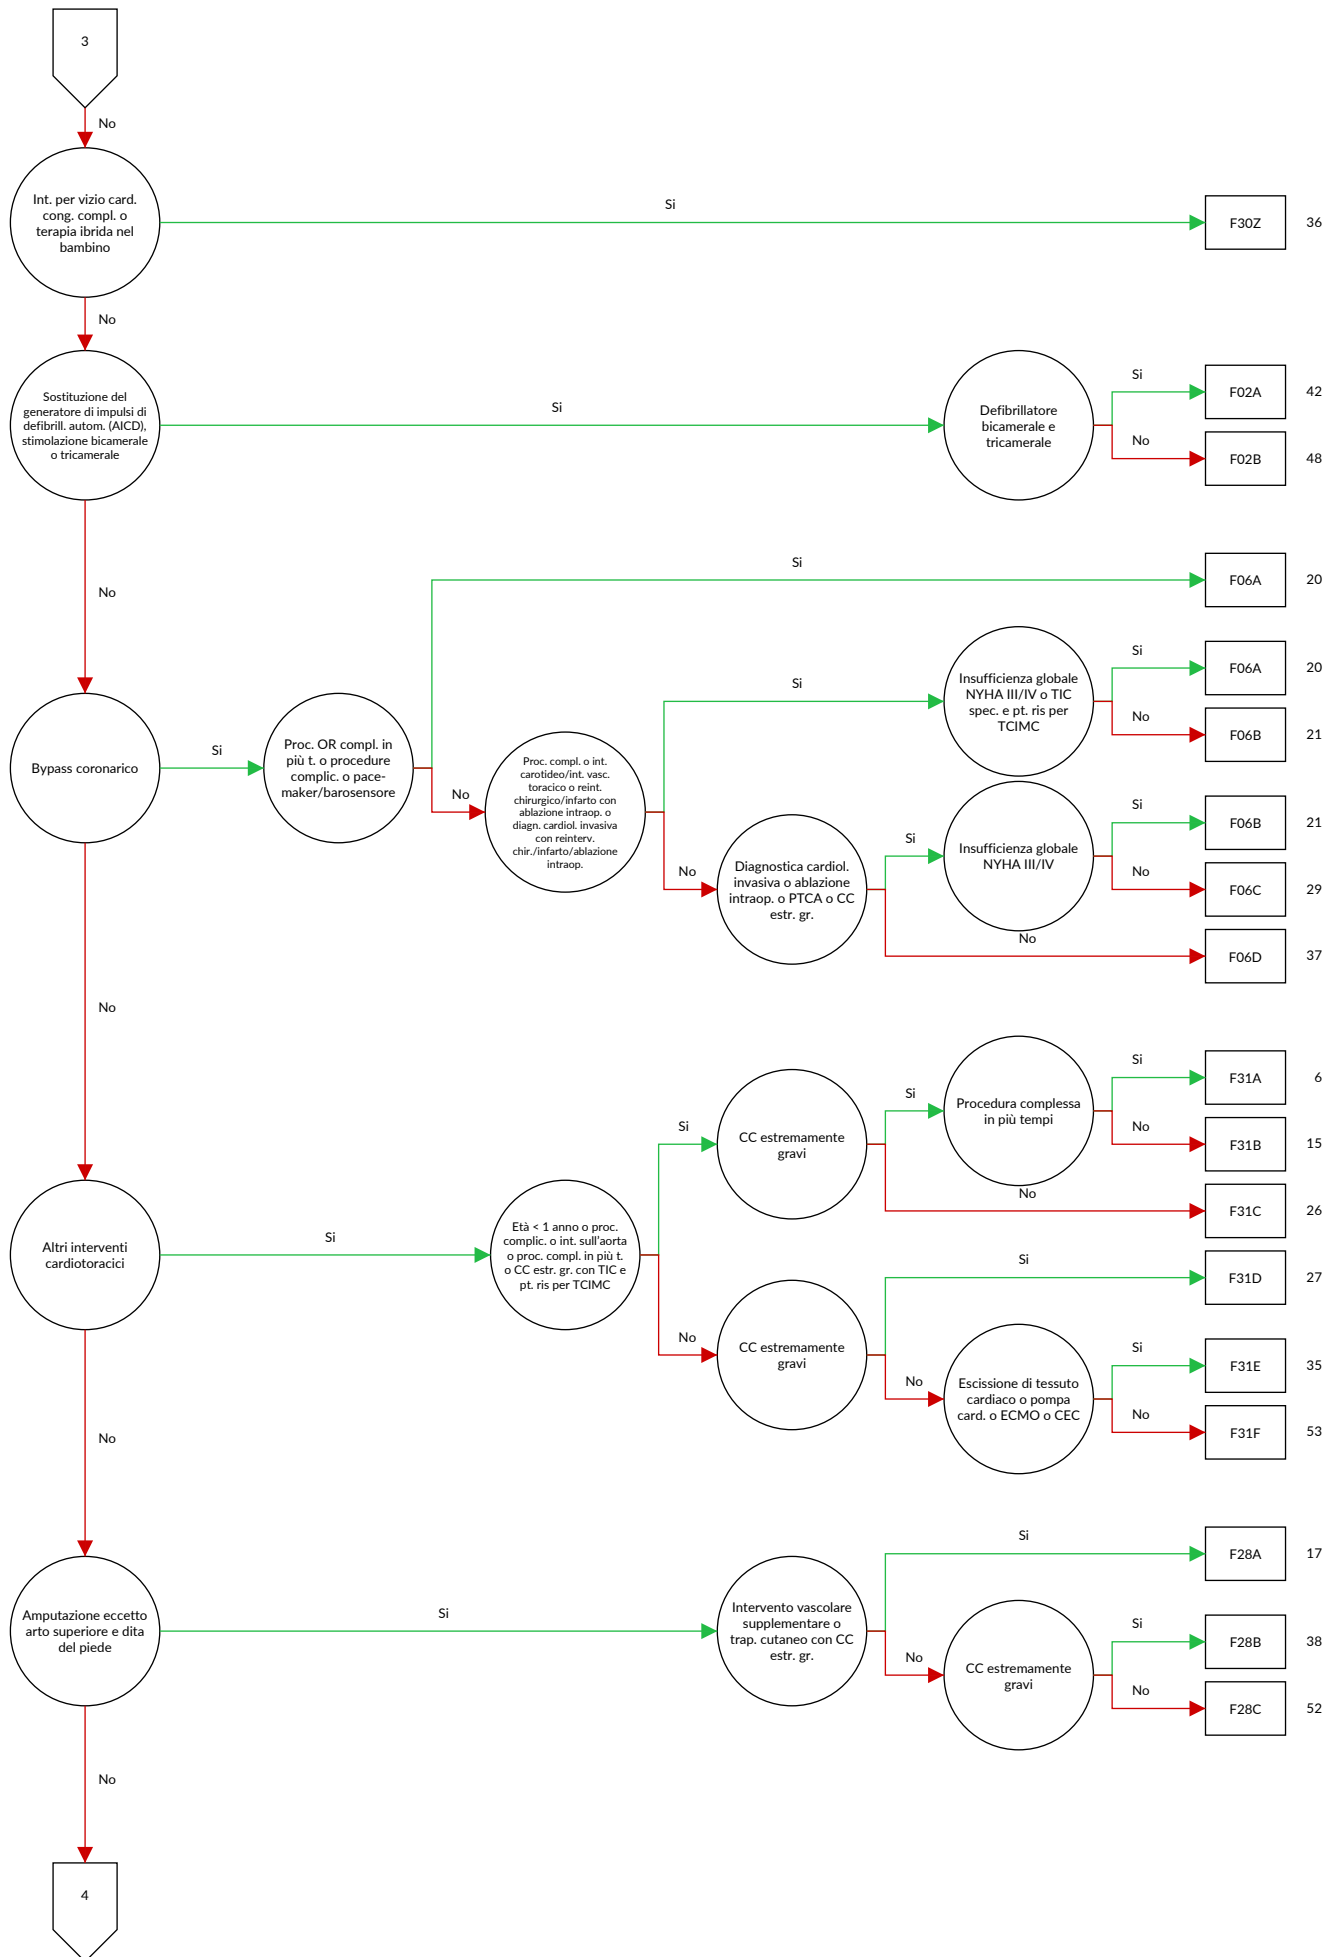 3
No
Int. per vizio card.
cong. compl. o
terapia ibrida nel
bambino
Si
F30Z
36
No
Sostituzione del
generatore di impulsi di
defibrill. autom. (AICD),
stimolazione bicamerale
o tricamerale
Si
Defibrillatore
bicamerale e
tricamerale
Si
F02A
42
No
F02B
48
No
Bypass coronarico
Si
Proc. OR compl. in
più t. o procedure
complic. o pace-
maker/barosensore
Si
F06A
20
No
Proc. compl. o int.
carotideo/int. vasc.
toracico o reint.
chirurgico/infarto con
ablazione intraop. o
diagn. cardiol. invasiva
con reinterv.
chir./infarto/ablazione
intraop.
Si
Insufficienza globale
NYHA III/IV o TIC
spec. e pt. ris per
TCIMC
Si
F06A
20
No
F06B
21
No
Diagnostica cardiol.
invasiva o ablazione
intraop. o PTCA o CC
estr. gr.
Si
Insufficienza globale
NYHA III/IV
Si
F06B
21
No
F06C
29
No
F06D
37
No
Altri interventi
cardiotoracici
Si
Età < 1 anno o proc.
complic. o int. sull'aorta
o proc. compl. in più t.
o CC estr. gr. con TIC e
pt. ris per TCIMC
Si
CC estremamente
gravi
Si
Procedura complessa
in più tempi
Si
F31A
6
No
F31B
15
No
F31C
26
No
CC estremamente
gravi
Si
F31D
27
No
Escissione di tessuto
cardiaco o pompa
card. o ECMO o CEC
Si
F31E
35
No
F31F
53
No
Amputazione eccetto
arto superiore e dita
del piede
Si
Intervento vascolare
supplementare o
trap. cutaneo con CC
estr. gr.
Si
F28A
17
No
CC estremamente
gravi
Si
F28B
38
No
F28C
52
No
4